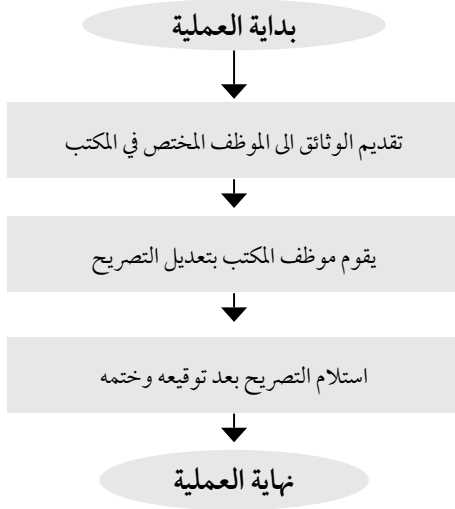 بداية العملية
تقديم الوثائق الى الموظف المختص في المكتب
يقوم موظف المكتب بتعديل التصريح
استلام التصريح بعد توقيعه وختمه
نهاية العملية